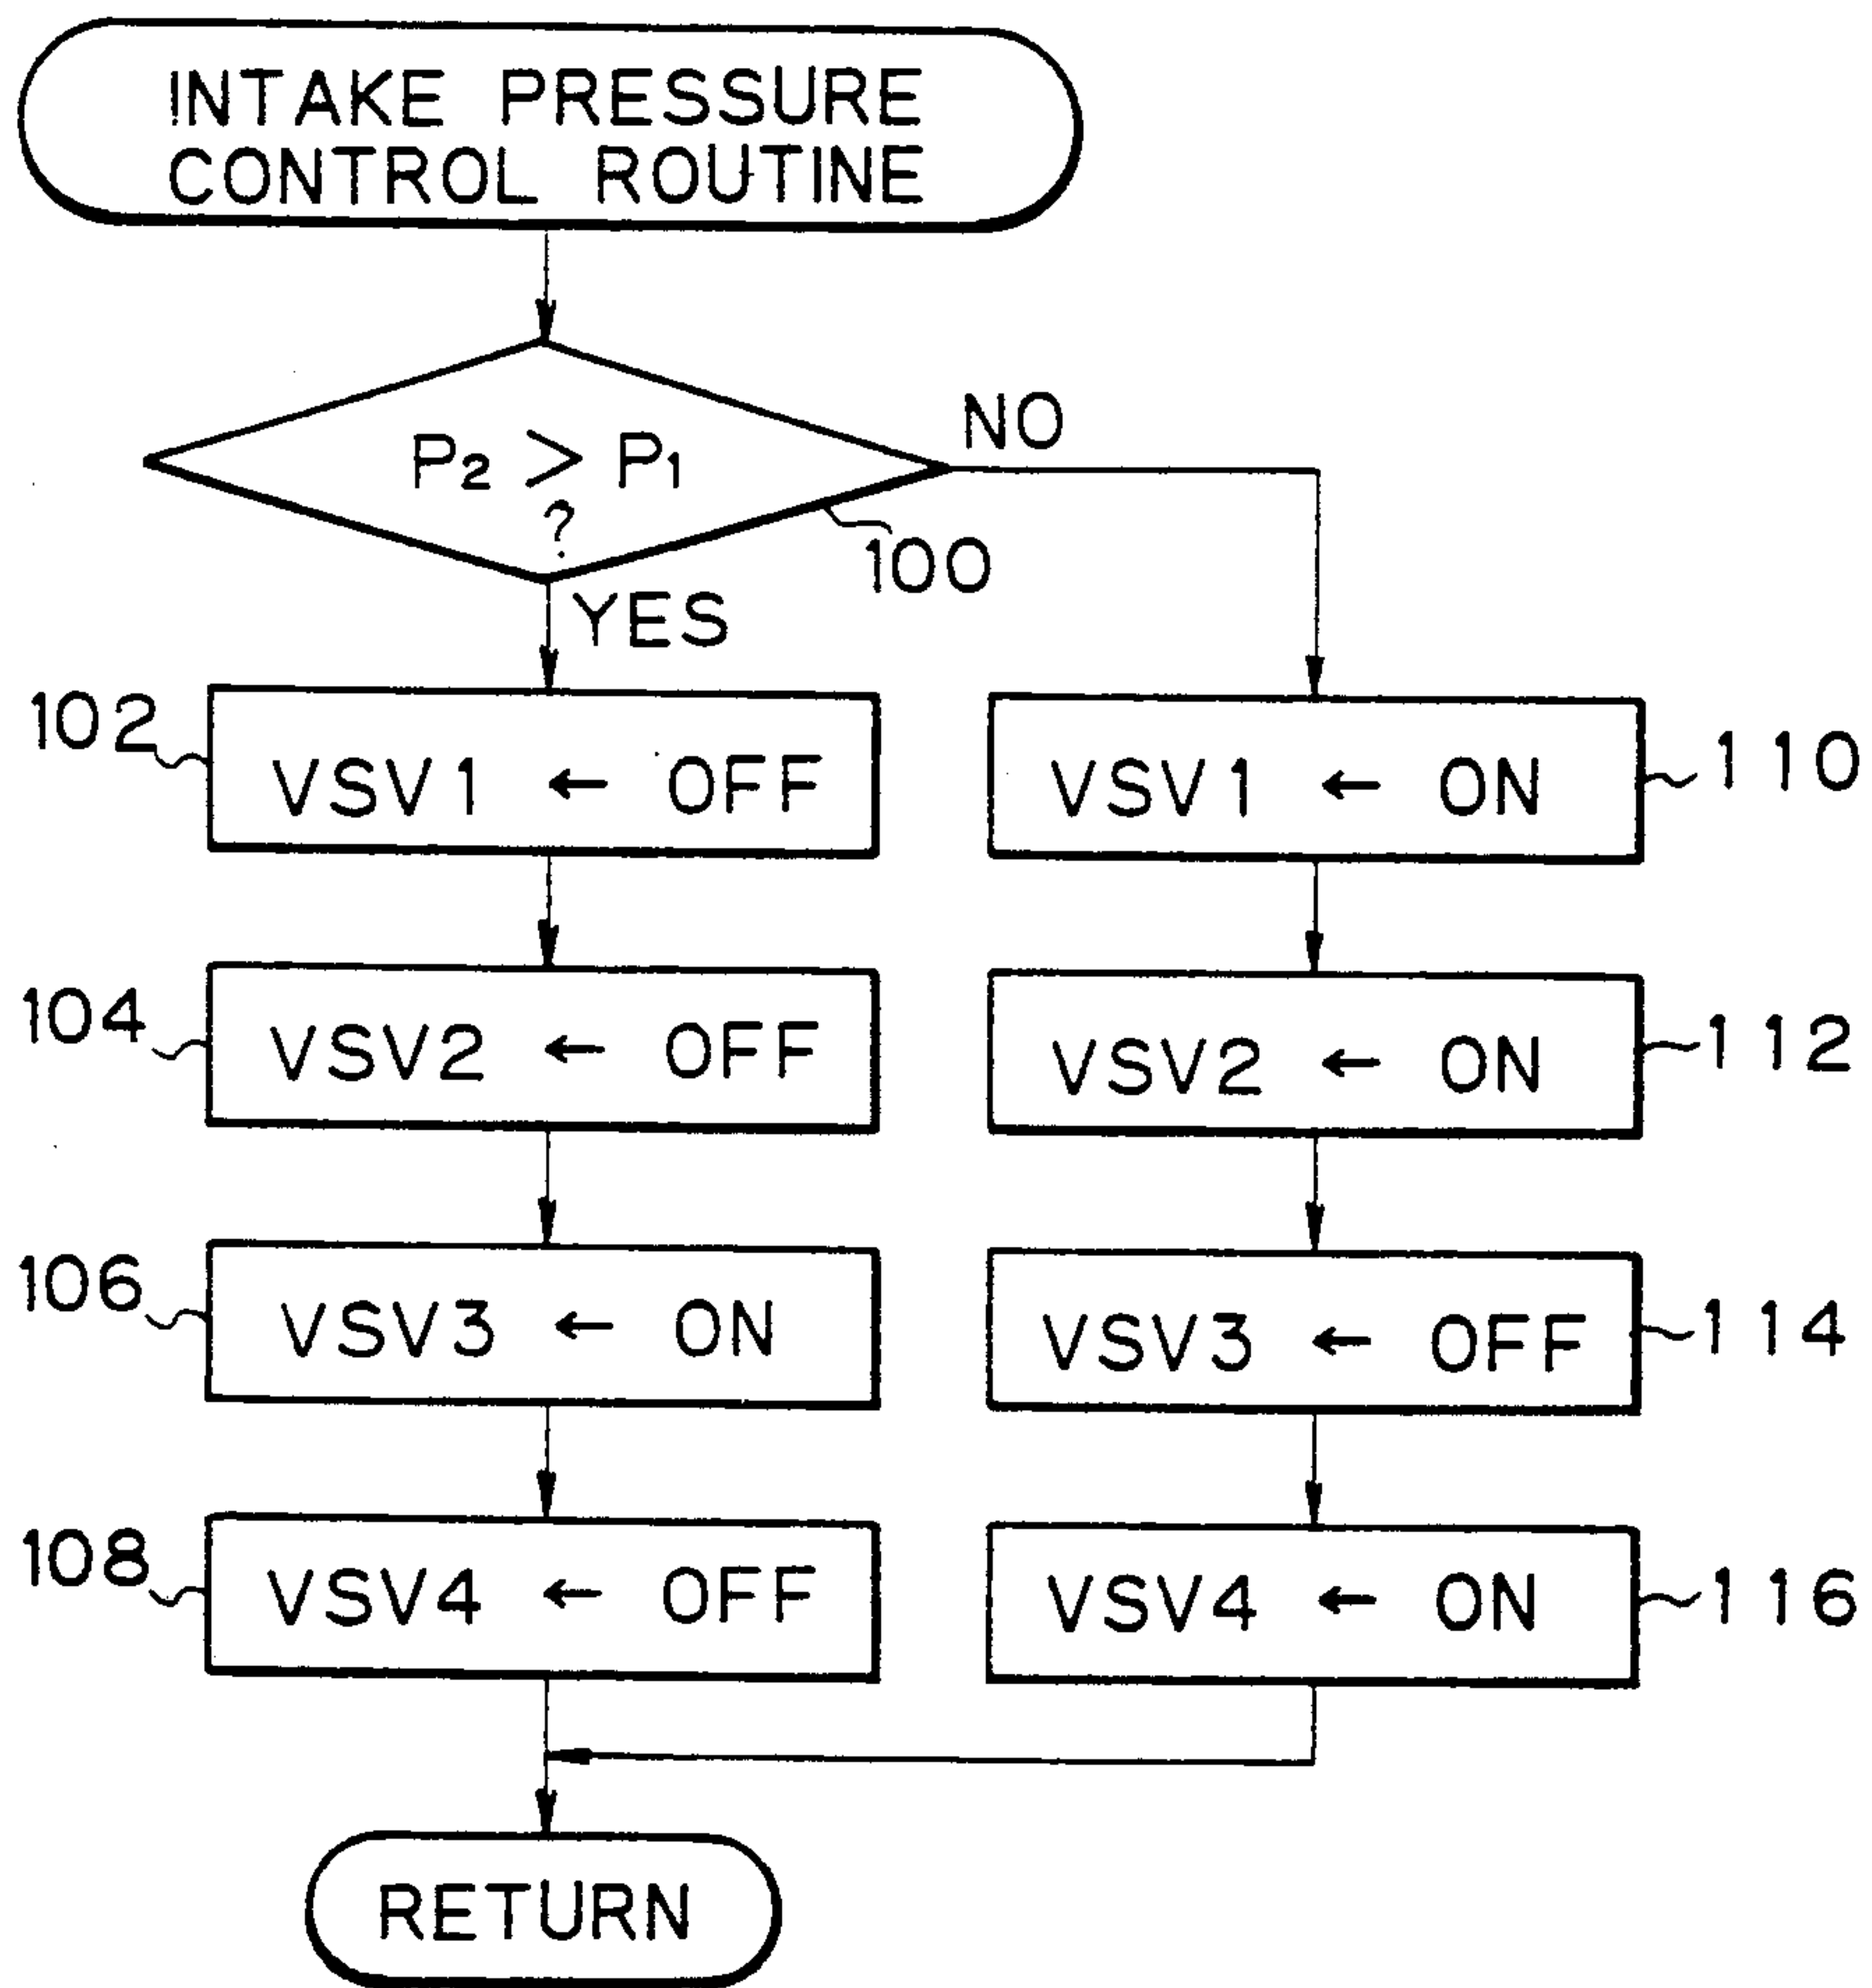 INTAKE PRESSURE
CONTROL ROUTINE
P2 > P1
?
NO
100
YES
102
VSV1 ← OFF
VSV1 ← ON
110
104
VSV2 ← OFF
VSV2 ← ON
112
106
VSV3 ← ON
VSV3 ← OFF
114
108
VSV4 ← OFF
VSV4 ← ON
116
RETURN